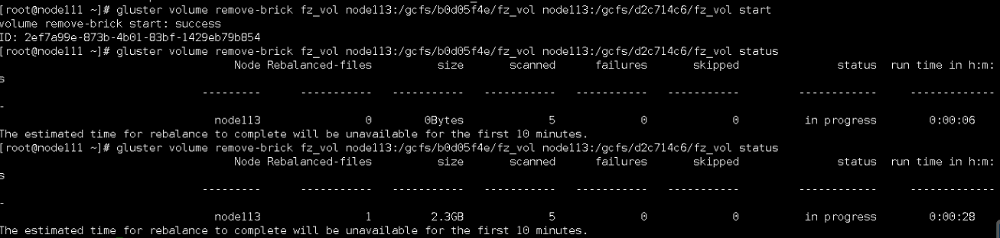 [root@node111 ~]# gluster volume remove-brick fz_vol node113:/gcfs/b0d05f4e/fz_vol node113:/gcfs/d2c714c6/fz_vol start
volume remove-brick start: success
ID: 2ef7a99e-873b-4b01-83bf-1429eb79b854
[root@node111 ~]# gluster volume remove-brick fz_vol node113:/gcfs/b0d05f4e/fz_vol node113:/gcfs/d2c714c6/fz_vol status
Node Rebalanced-files size scanned failures skipped status run time in h:m:
s
--------- ----------- ----------- ----------- ----------- ----------- ------------ -------------
-
node113 0 0Bytes 5 0 0 in progress 0:00:06
The estimated time for rebalance to complete will be unavailable for the first 10 minutes.
[root@node111 ~]# gluster volume remove-brick fz_vol node113:/gcfs/b0d05f4e/fz_vol node113:/gcfs/d2c714c6/fz_vol status
Node Rebalanced-files size scanned failures skipped status run time in h:m:
s
--------- ----------- ----------- ----------- ----------- ----------- ------------ -------------
-
node113 1 2.3GB 5 0 0 in progress 0:00:28
The estimated time for rebalance to complete will be unavailable for the first 10 minutes.